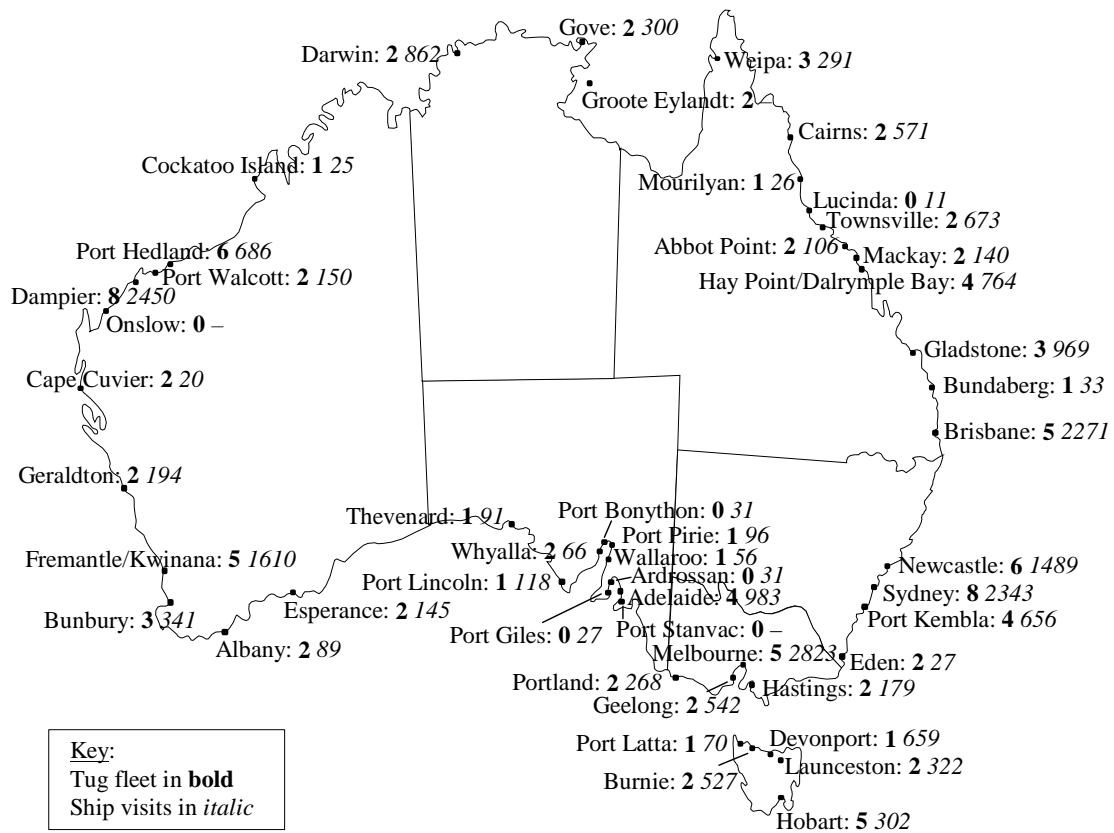 Gove: 2 300
Darwin: 2 862
Weipa: 3 291
Groote Eylandt: 2 –
Cairns: 2 571
Cockatoo Island: 1 25
Mourilyan: 1 26
Lucinda: 0 11
Townsville: 2 673
Abbot Point: 2 106
Port Hedland: 6 686
Mackay: 2 140
Port Walcott: 2 150
Hay Point/Dalrymple Bay: 4 764
Dampier: 8 2450
Onslow: 0 –
Gladstone: 3 969
Cape Cuvier: 2 20
Bundaberg: 1 33
Brisbane: 5 2271
Geraldton: 2 194
Port Bonython: 0 31
Thevenard: 1 91
Port Pirie: 1 96
Whyalla: 2 66
Wallaroo: 1 56
Fremantle/Kwinana: 5 1610
Newcastle: 6 1489
Port Lincoln: 1 118
Ardrossan: 0 31
Sydney: 8 2343
Esperance: 2 145
Adelaide: 4 983
Bunbury: 3 341
Port Kembla: 4 656
Port Giles: 0 27
Port Stanvac: 0 –
Albany: 2 89
Melbourne: 5 2823
Eden: 2 27
Portland: 2 268
Hastings: 2 179
Geelong: 2 542
Port Latta: 1 70
Devonport: 1 659
Launceston: 2 322
Burnie: 2 527
Hobart: 5 302
Key:
Tug fleet in bold
Ship visits in italic